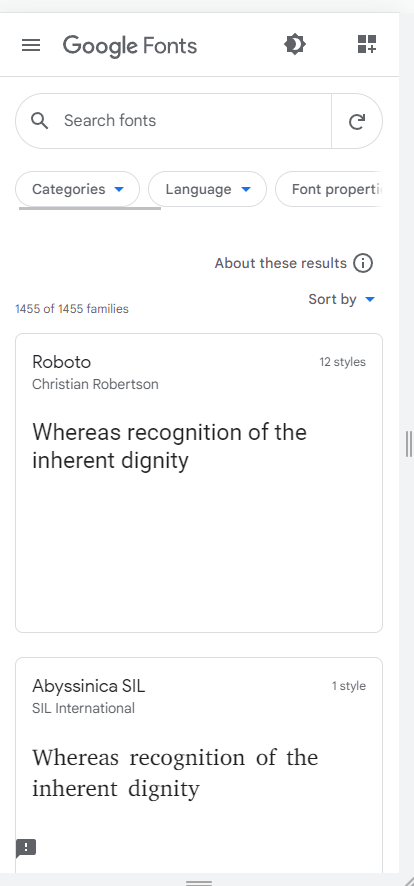 Google Fonts
Search fonts
Categories
Language
Font properti
About these results
Sort by
1455 of 1455 families
Roboto
12 styles
Christian Robertson
Whereas recognition of the
inherent dignity
Abyssinica SIL
1 style
SIL International
Whereas recognition of the
inherent dignity